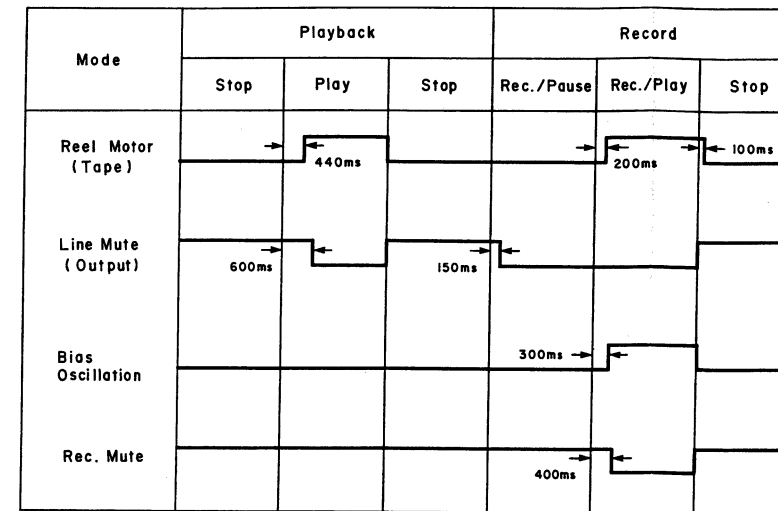 Mode
Playback
Record
Stop
Play
Stop
Rec./Pause
Rec./Play
Stop
Reel Motor
(Tape)
440ms
200ms
100ms
Line Mute
(Output)
600ms
150ms
Bias
Oscillation
300ms
Rec. Mute
400ms